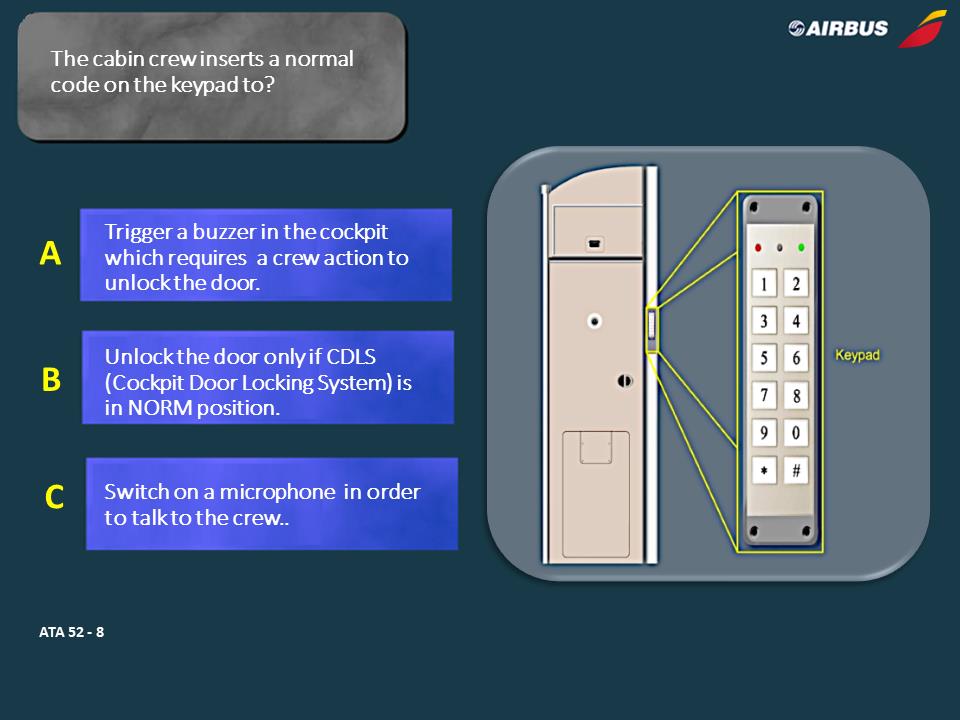 The cabin crew inserts a normal
code on the keypad to?
AIRBUS
A
Trigger a buzzer in the cockpit
which requires a crew action to
unlock the door.
B
Unlock the door only if CDLS
(Cockpit Door Locking System) is
in NORM position.
C
Switch on a microphone in order
to talk to the crew..
1 2
3 4
5 6
7 8
9 0
* #
Keypad
ATA 52 - 8